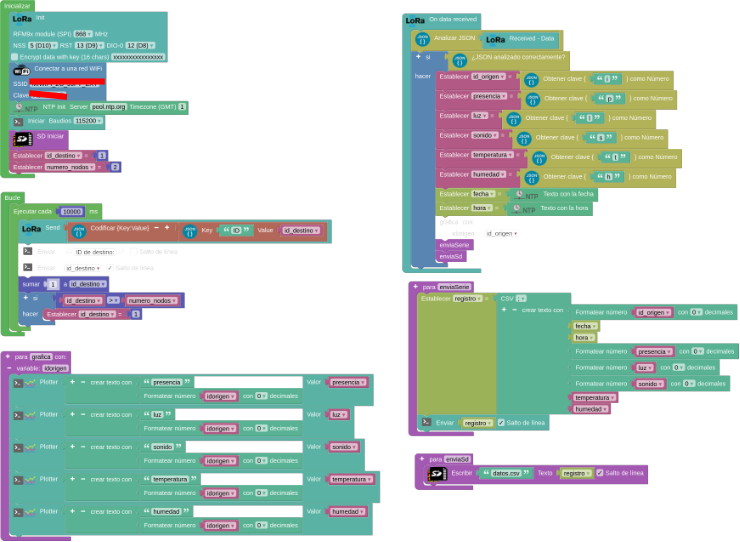 Inicializar
LoRa Init
RFM9x module (SPI) 868 MHz
NSS 5 (D10) RST 13 (D9) DIO-0 12 (D8)
Encrypt data with key (16 chars) xxxxxxxxxxxxxxxx
WiFi Conectar a una red WiFi
SSID
Clave
NTP NTP Init Server pool.ntp.org Timezone (GMT) 1
Iniciar Baudios 115200
SD Iniciar
Establecer id_destino = 1
Establecer numero_nodos = 2
Bucle
Ejecutar cada 10000 ms
LoRa Send JSON Codificar (Key:Value) − + JSON Key “ ID ” Value id_destino
Enviar ID de destino: Salto de línea
Enviar id_destino Salto de línea
sumar 1 a id_destino
+ si id_destino > numero_nodos
hacer Establecer id_destino = 1
para grafica con:
− variable: idorigen
Plotter + − crear texto con “ presencia ” Valor presencia
Formatear número idorigen con 0 decimales
Plotter + − crear texto con “ luz ” Valor luz
Formatear número idorigen con 0 decimales
Plotter + − crear texto con “ sonido ” Valor sonido
Formatear número idorigen con 0 decimales
Plotter + − crear texto con “ temperatura ” Valor temperatura
Formatear número idorigen con 0 decimales
Plotter + − crear texto con “ humedad ” Valor humedad
Formatear número idorigen con 0 decimales
LoRa On data received
JSON Analizar JSON LoRa Received - Data
+ si JSON ¿JSON analizado correctamente?
hacer Establecer id_origen = JSON Obtener clave ( “ ” ) como Número
Establecer presencia = JSON Obtener clave ( “ p ” ) como Número
Establecer luz = JSON Obtener clave ( “ l ” ) como Número
Establecer sonido = JSON Obtener clave ( “ s ” ) como Número
Establecer temperatura = JSON Obtener clave ( “ t ” ) como Número
Establecer humedad = JSON Obtener clave ( “ h ” ) como Número
Establecer fecha = NTP Texto con la fecha
Establecer hora = NTP Texto con la hora
grafica con:
idorigen id_origen
enviaSerie
enviaSd
+ para enviaSerie
Establecer registro = CSV ;
+ − crear texto con Formatear número id_origen con 0 decimales
fecha
hora
Formatear número presencia con 0 decimales
Formatear número luz con 0 decimales
Formatear número sonido con 0 decimales
temperatura
humedad
Enviar registro Salto de línea
+ para enviaSd
SD Escribir “ datos.csv ” Texto registro Salto de línea